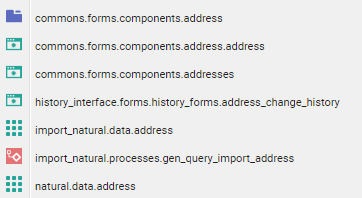 commons.forms.components.address
commons.forms.components.address.address
commons.forms.components.addresses
history_interface.forms.history_forms.address_change_history
import_natural.data.address
import_natural.processes.gen_query_import_address
natural.data.address